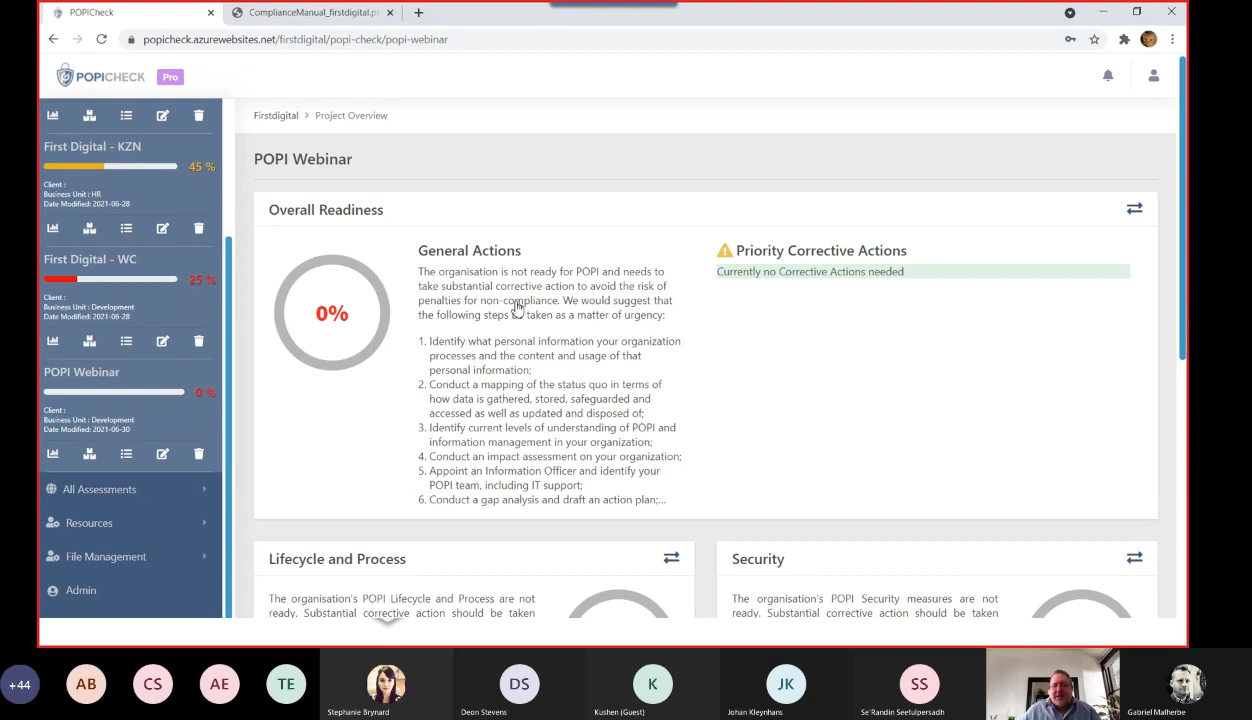 POPICheck
ComplianceManual_firstdigital.p
popicheck.azurewebsites.net/firstdigital/popi-check/popi-webinar
POPICHECK Pro
First Digital - KZN
45 %
Client :
Business Unit : HR
Date Modified: 2021-06-28
First Digital - WC
25 %
Client :
Business Unit : Development
Date Modified: 2021-06-28
POPI Webinar
0 %
Client :
Business Unit : Development
Date Modified: 2021-06-30
All Assessments
Resources
File Management
Admin
Firstdigital > Project Overview
POPI Webinar
Overall Readiness
0%
General Actions
The organisation is not ready for POPI and needs to
take substantial corrective action to avoid the risk of
penalties for non-compliance. We would suggest that
the following steps be taken as a matter of urgency:
1. Identify what personal information your organization
processes and the content and usage of that
personal information;
2. Conduct a mapping of the status quo in terms of
how data is gathered, stored, safeguarded and
accessed as well as updated and disposed of;
3. Identify current levels of understanding of POPI and
information management in your organization;
4. Conduct an impact assessment on your organization;
5. Appoint an Information Officer and identify your
POPI team, including IT support;
6. Conduct a gap analysis and draft an action plan;...
Priority Corrective Actions
Currently no Corrective Actions needed
Lifecycle and Process
The organisation's POPI Lifecycle and Process are not
ready. Substantial corrective action should be taken
Security
The organisation's POPI Security measures are not
ready. Substantial corrective action should be taken
+44
AB
CS
AE
TE
Stephanie Brynard
DS
Deon Stevens
K
Kushen (Guest)
JK
Johan Kleynhans
SS
Se'Randin Seetulpersadh
Gabriel Malherbe